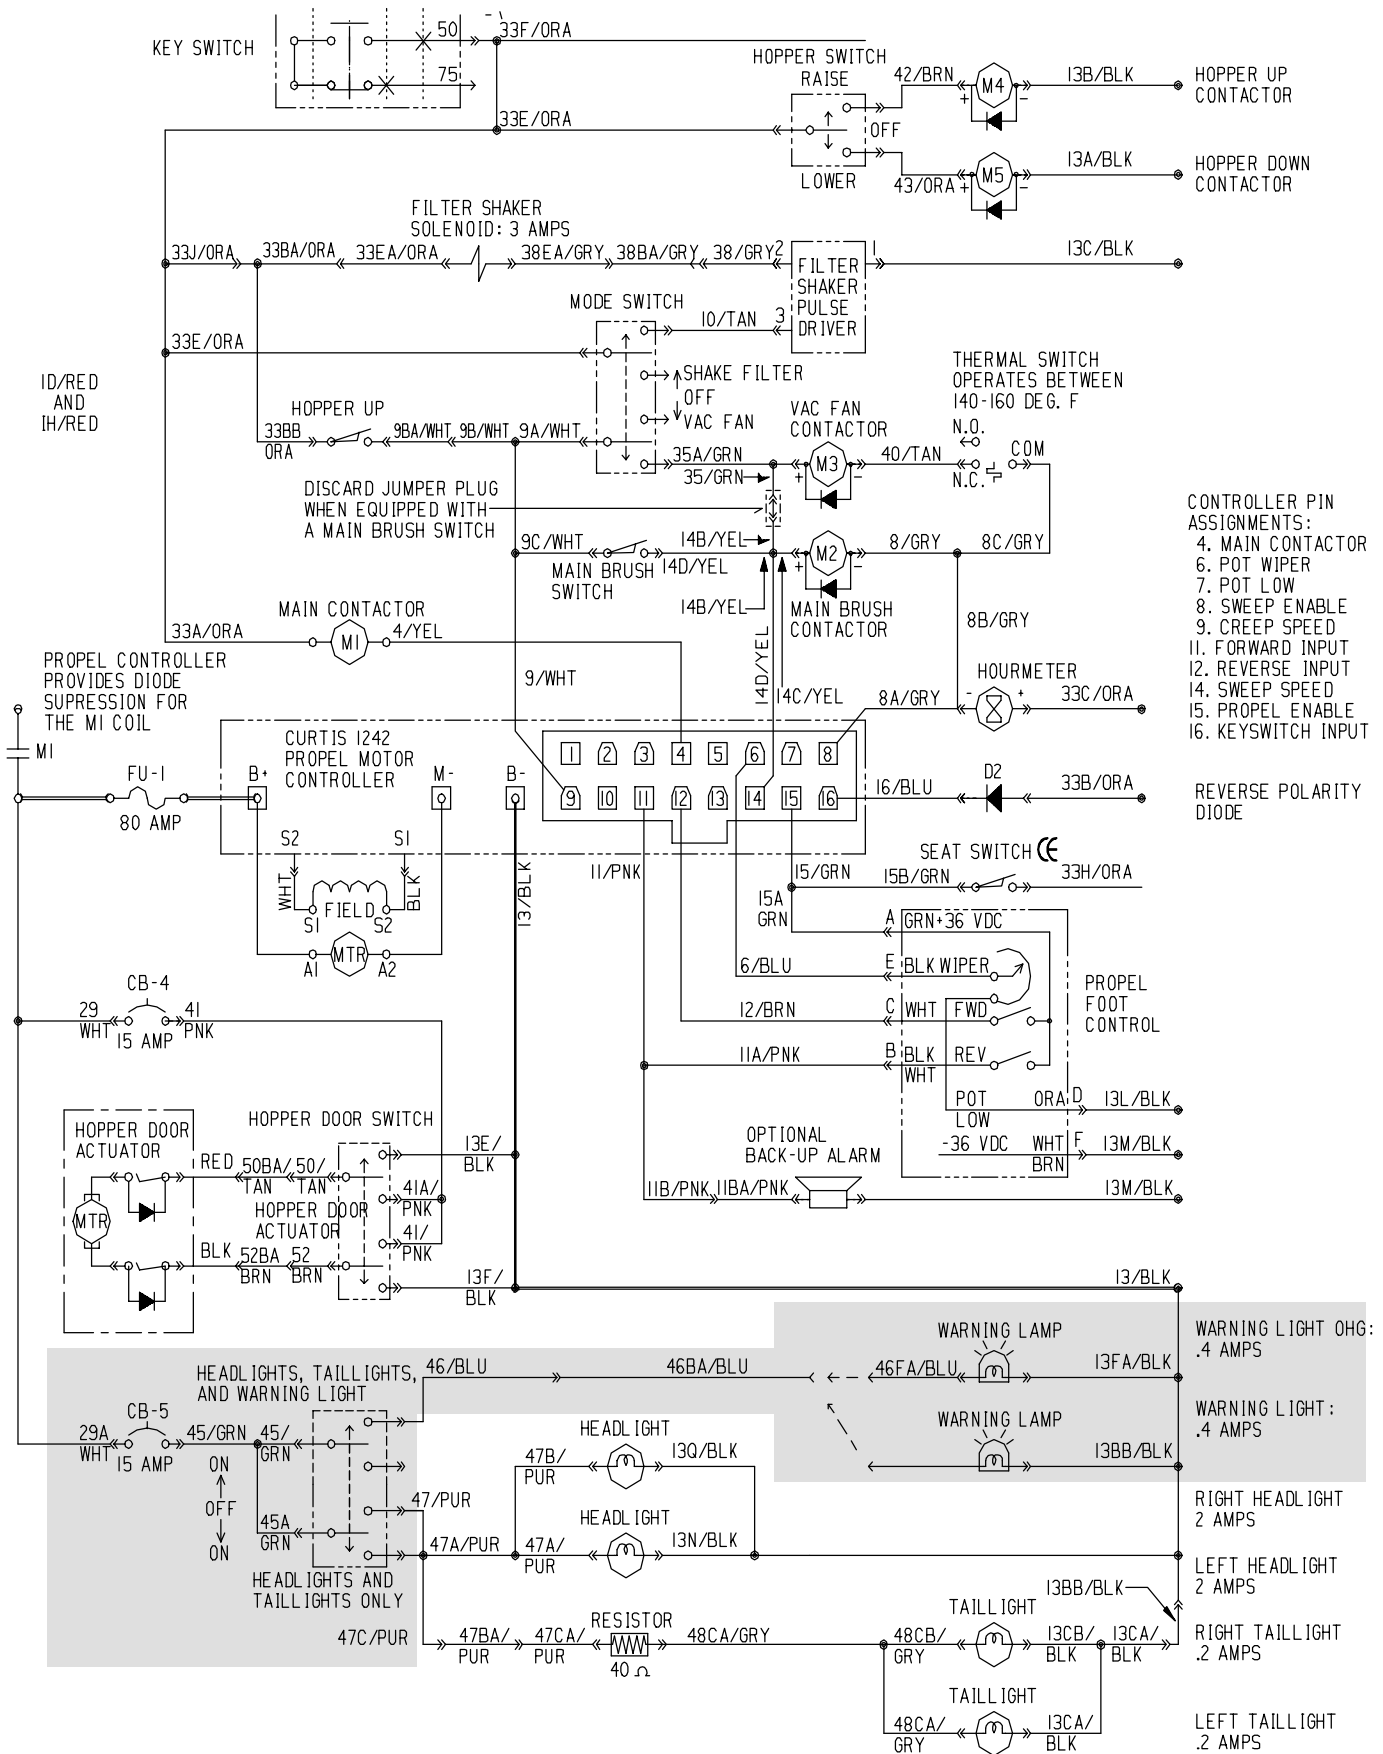 50
33F/ORA
KEY SWITCH
HOPPER SWITCH
RAISE
42/BRN
M4
+
-
13B/BLK
HOPPER UP
CONTACTOR
75
33E/ORA
OFF
LOWER
43/ORA
M5
+
-
13A/BLK
HOPPER DOWN
CONTACTOR
FILTER SHAKER
SOLENOID: 3 AMPS
33J/ORA
33BA/ORA
33EA/ORA
38EA/GRY
38BA/GRY
38/GRY
2
1
13C/BLK
FILTER
SHAKER
PULSE
DRIVER
MODE SWITCH
10/TAN
3
33E/ORA
1D/RED
AND
1H/RED
SHAKE FILTER
OFF
VAC FAN
THERMAL SWITCH
OPERATES BETWEEN
140-160 DEG. F
VAC FAN
CONTACTOR
N.O.
COM
N.C.
HOPPER UP
33BB
ORA
9BA/WHT
9B/WHT
9A/WHT
35A/GRN
M3
+
-
40/TAN
35/GRN
DISCARD JUMPER PLUG
WHEN EQUIPPED WITH
A MAIN BRUSH SWITCH
CONTROLLER PIN
ASSIGNMENTS:
4. MAIN CONTACTOR
6. POT WIPER
7. POT LOW
8. SWEEP ENABLE
9. CREEP SPEED
11. FORWARD INPUT
12. REVERSE INPUT
14. SWEEP SPEED
15. PROPEL ENABLE
16. KEYSWITCH INPUT
9C/WHT
14B/YEL
14D/YEL
M2
+
-
8/GRY
8C/GRY
MAIN BRUSH
SWITCH
14B/YEL
MAIN BRUSH
CONTACTOR
MAIN CONTACTOR
33A/ORA
M1
4/YEL
8B/GRY
14D/YEL
14C/YEL
9/WHT
PROPEL CONTROLLER
PROVIDES DIODE
SUPRESSION FOR
THE M1 COIL
HOURMETER
8A/GRY
-
+
33C/ORA
M1
CURTIS 1242
PROPEL MOTOR
CONTROLLER
1
2
3
4
5
6
7
8
FU-1
80 AMP
B+
M-
B-
9
10
11
12
13
14
15
16
16/BLU
D2
33B/ORA
REVERSE POLARITY
DIODE
S2
S1
WHT
BLK
FIELD
S1
S2
MTR
A1
A2
13/BLK
11/PNK
15/GRN
SEAT SWITCH CE
15B/GRN
33H/ORA
15A
GRN
A
GRN+36 VDC
6/BLU
E
BLK WIPER
12/BRN
C
WHT FWD
11A/PNK
B
BLK
WHT
REV
PROPEL
FOOT
CONTROL
POT
LOW
ORA
D
13L/BLK
-36 VDC
WHT
BRN
F
13M/BLK
CB-4
29
WHT
15 AMP
41
PNK
HOPPER DOOR SWITCH
HOPPER DOOR
ACTUATOR
RED
50BA/
TAN
50/
TAN
13E/
BLK
41A/
PNK
41/
PNK
HOPPER DOOR
ACTUATOR
MTR
BLK
52BA
BRN
52
BRN
13F/
BLK
OPTIONAL
BACK-UP ALARM
11B/PNK
11BA/PNK
13M/BLK
13/BLK
HEADLIGHTS, TAILLIGHTS,
AND WARNING LIGHT
46/BLU
46BA/BLU
WARNING LAMP
46FA/BLU
13FA/BLK
WARNING LIGHT OHG:
.4 AMPS
WARNING LAMP
13BB/BLK
WARNING LIGHT:
.4 AMPS
CB-5
29A
WHT
15 AMP
45/GRN
45/
GRN
ON
OFF
ON
45A
GRN
HEADLIGHTS AND
TAILLIGHTS ONLY
HEADLIGHT
47B/
PUR
13Q/BLK
RIGHT HEADLIGHT
2 AMPS
47/PUR
HEADLIGHT
47A/PUR
47A/
PUR
13N/BLK
LEFT HEADLIGHT
2 AMPS
13BB/BLK
47C/PUR
47BA/
PUR
47CA/
PUR
RESISTOR
40 Ω
48CA/GRY
48CB/
GRY
TAILLIGHT
13CB/
BLK
13CA/
BLK
RIGHT TAILLIGHT
.2 AMPS
TAILLIGHT
48CA/
GRY
13CA/
BLK
LEFT TAILLIGHT
.2 AMPS